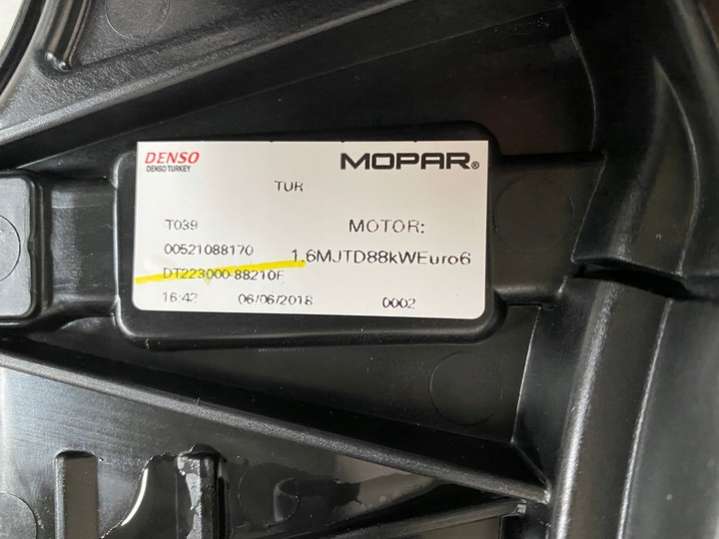 DENSO
DENSO TURKEY
MOPAR®
TUR
T039
MOTOR:
00521088170
1.6MJTD88kWEuro6
DT223000-88210F
16:42 06/06/2018 0002